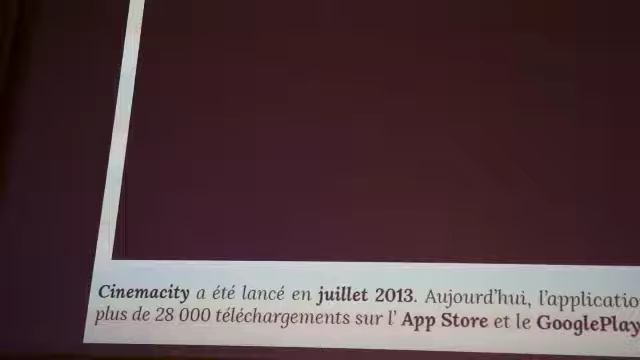 Cinemacity a été lancé en juillet 2013. Aujourd'hui, l'applicatio
plus de 28 000 téléchargements sur l' App Store et le GooglePlay